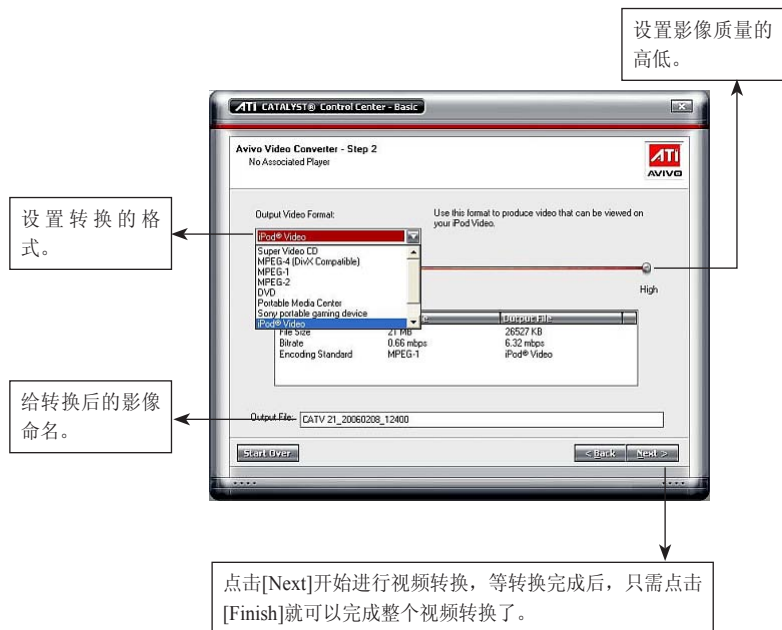 设置影像质量的
高低。
ATI CATALYST® Control Center - Basic
Avivo Video Converter - Step 2
No Associated Player
ATI
AVIVO
设置转换的格
式。
Output Video Format:
Use this format to produce video that can be viewed on
your iPod Video.
iPod® Video
Super Video CD
MPEG-4 (DivX Compatible)
MPEG-1
MPEG-2
DVD
Portable Media Center
Sony portable gaming device
iPod® Video
High
Output File
File Size 21 MB 26527 KB
Bitrate 0.66 mbps 6.32 mbps
Encoding Standard MPEG-1 iPod® Video
给转换后的影像
命名。
Output File: CATV 21_20060208_12400
Start Over
< Back Next >
点击[Next]开始进行视频转换，等转换完成后，只需点击
[Finish]就可以完成整个视频转换了。